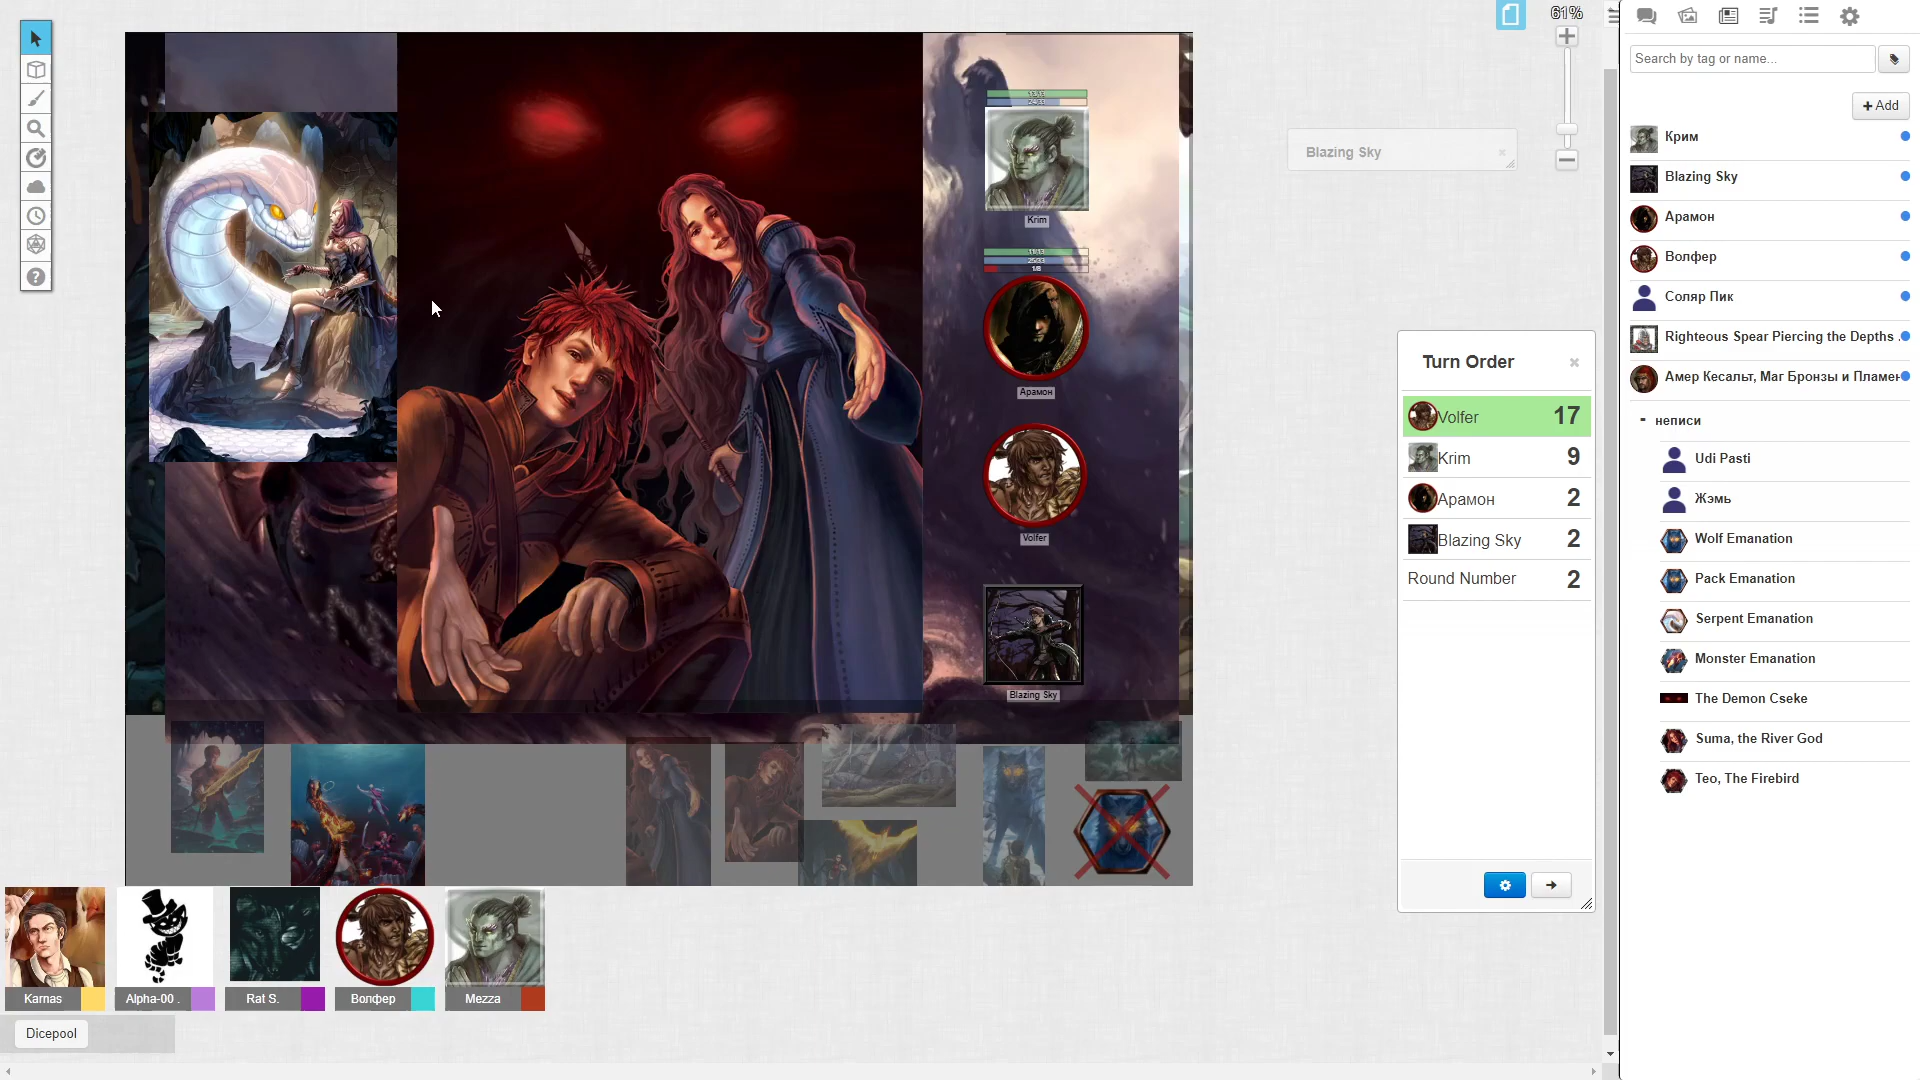 61%
Search by tag or name...
+ Add
Крим
Blazing Sky
Арамон
Волфер
Соляр Пик
Righteous Spear Piercing the Depths .
Амер Кесальт, Маг Бронзы и Пламен
- неписи
Udi Pasti
Жэмь
Wolf Emanation
Pack Emanation
Serpent Emanation
Monster Emanation
The Demon Cseke
Suma, the River God
Teo, The Firebird
Blazing Sky
Turn Order
Volfer 17
Krim 9
Арамон 2
Blazing Sky 2
Round Number 2
Krim
1/8
Арамон
Volfer
Blazing Sky
Karnas
Alpha-00 .
Rat S.
Волфер
Mezza
Dicepool